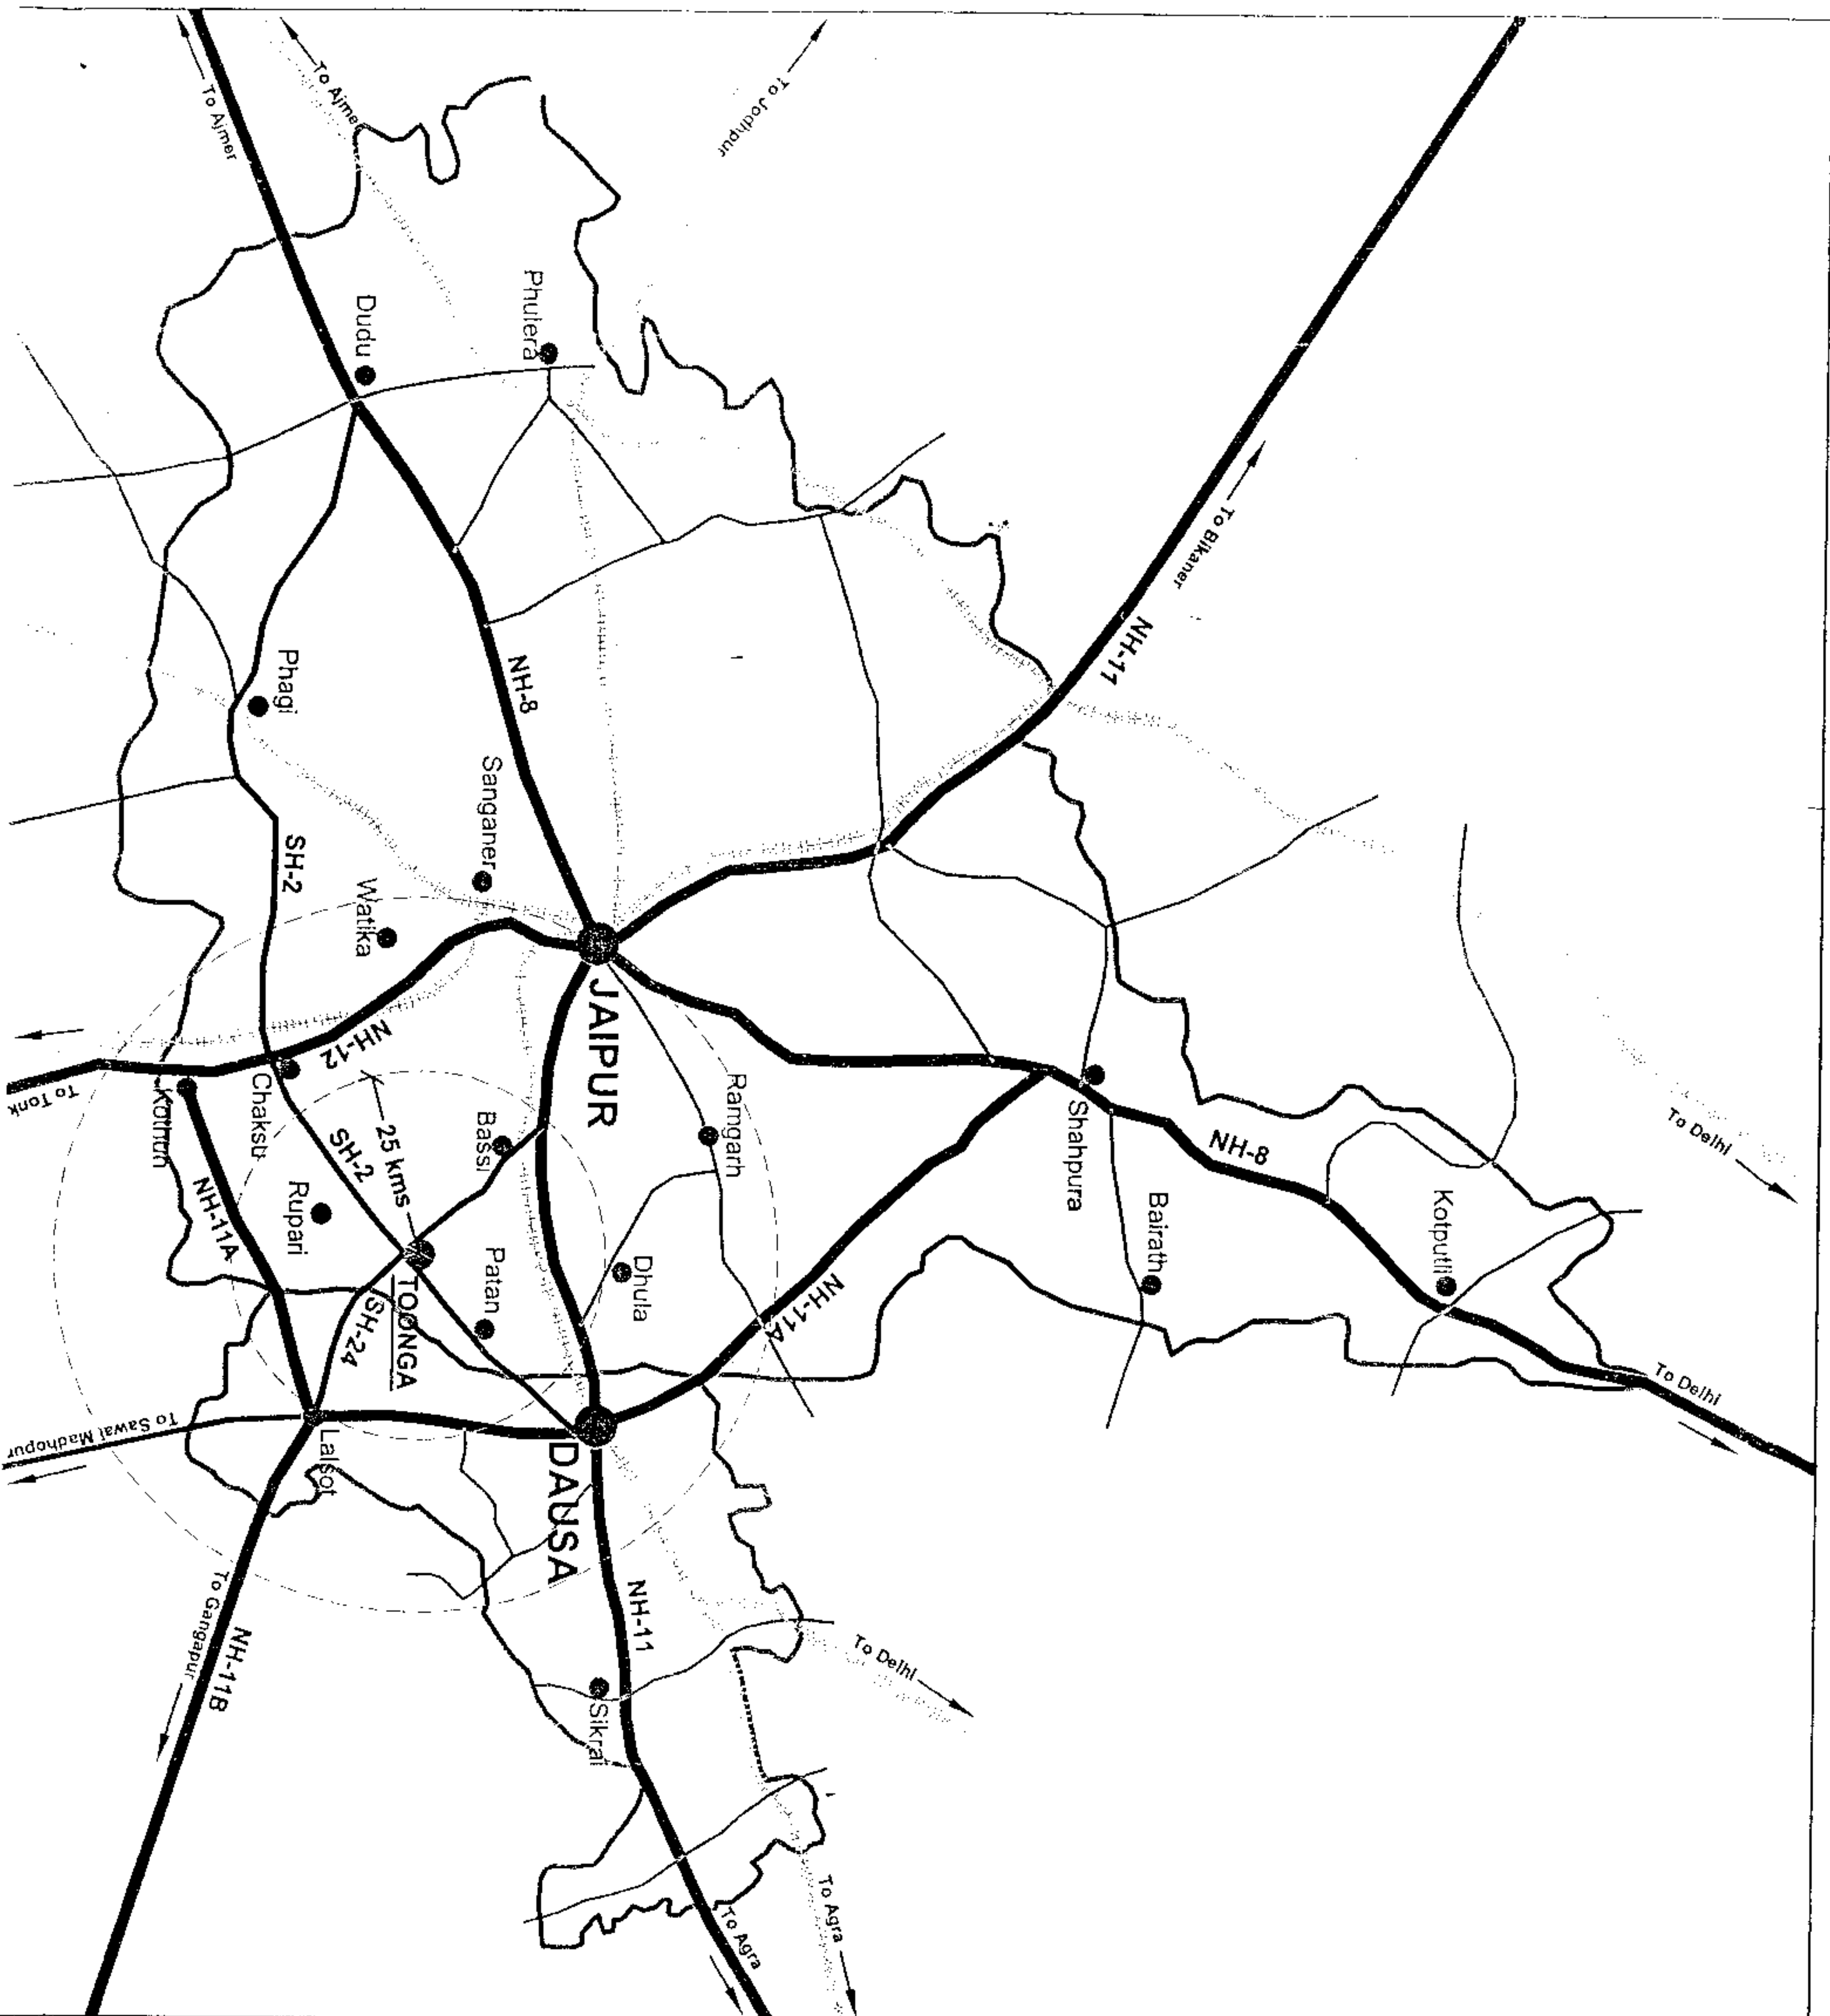 To Ajmer
To Ajmer
To Jodhpur
Phulera
Dudu
To Bikaner
NH-11
Phagi
NH-8
Sanganer
SH-2
Watika
JAIPUR
NH-12
To Tonk
Kothun
Chaksu
25 kms
Bassi
Ramgarh
Shahpura
NH-8
To Delhi
SH-2
Rupari
NH-11A
Bairath
Kotputli
Patan
Dhula
NH-11A
TOONGA
SH-24
To Delhi
To Sawai Madhopur
Lalsot
DAUSA
NH-11
To Gangapur
NH-11B
To Delhi
Sikrai
To Agra
To Agra